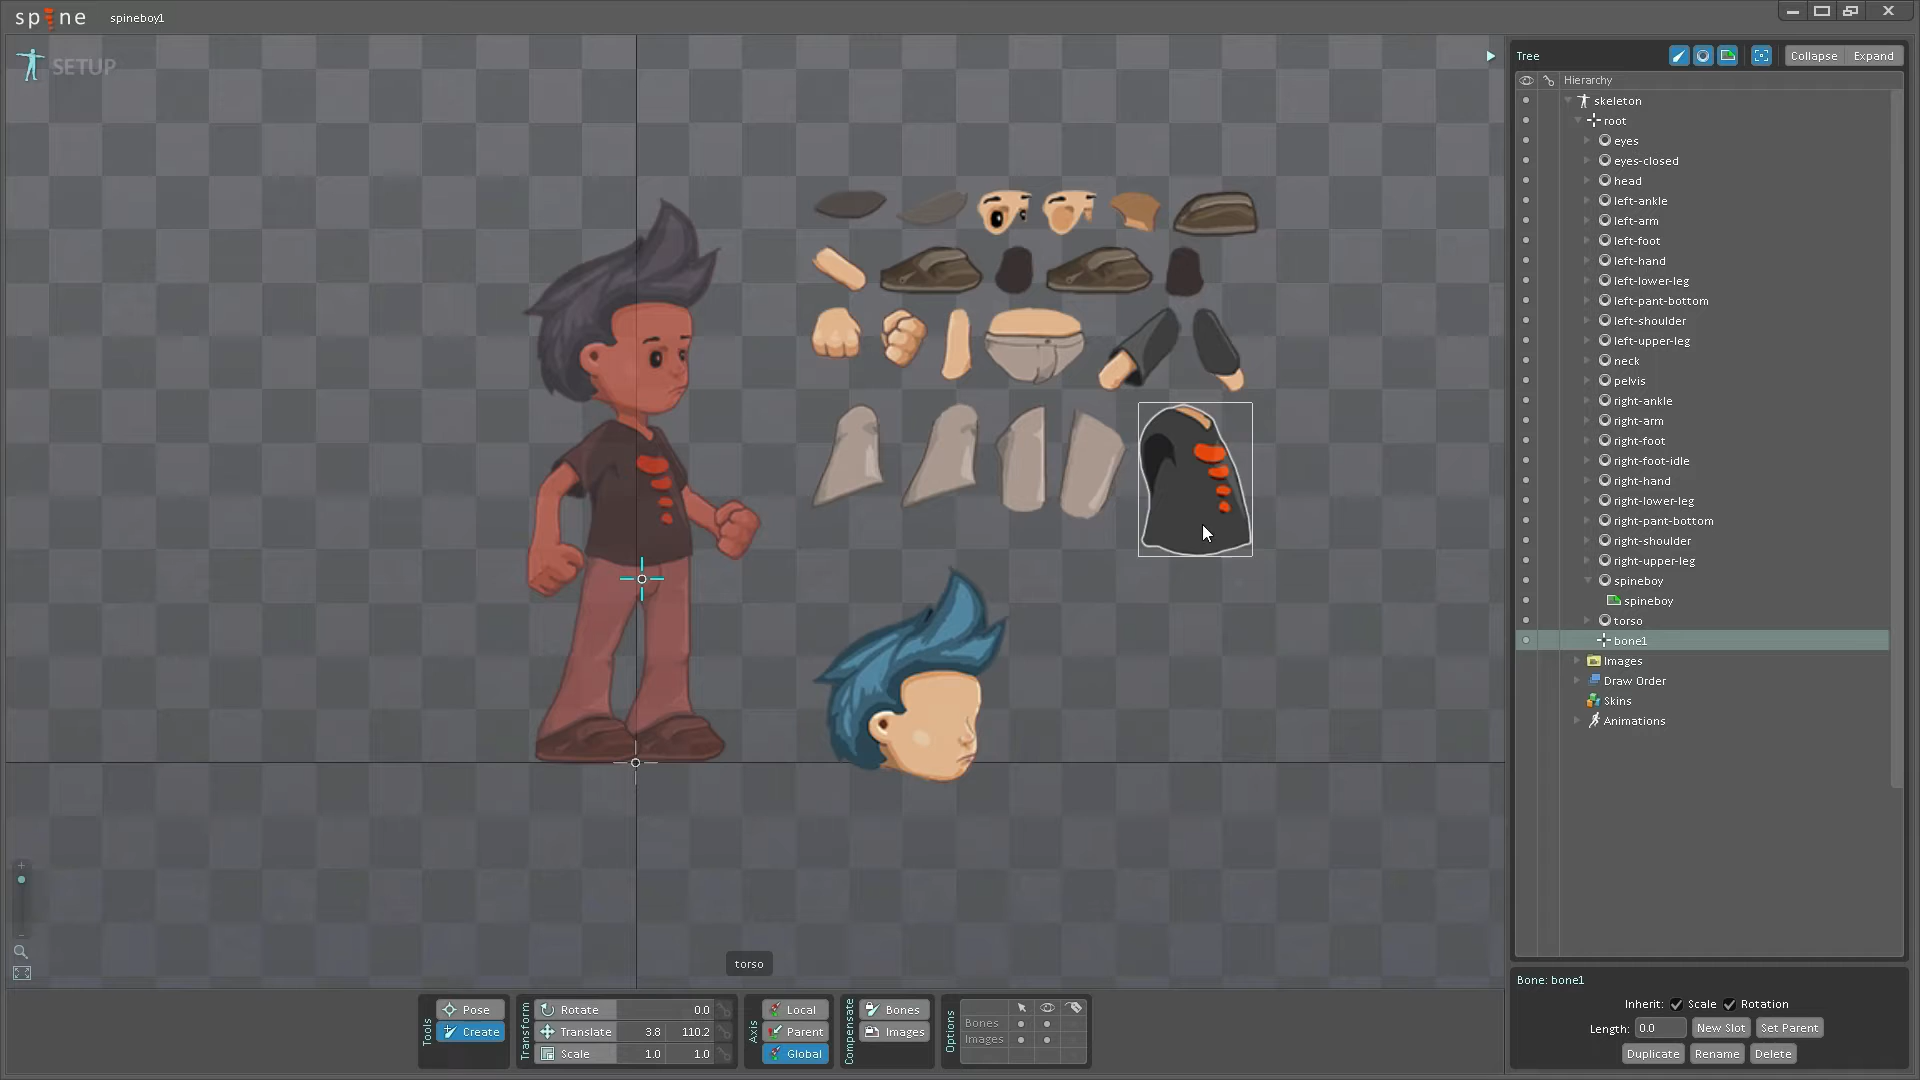 spine spineboy1
SETUP
Tree Collapse Expand
Hierarchy
skeleton
root
eyes
eyes-closed
head
left-ankle
left-arm
left-foot
left-hand
left-lower-leg
left-pant-bottom
left-shoulder
left-upper-leg
neck
pelvis
right-ankle
right-arm
right-foot
right-foot-idle
right-hand
right-lower-leg
right-pant-bottom
right-shoulder
right-upper-leg
spineboy
spineboy
torso
bone1
Images
Draw Order
Skins
Animations
torso
Tools
Pose
Create
Transform
Rotate 0.0
Translate 3.8 110.2
Scale 1.0 1.0
Axis
Local
Parent
Global
Compensate
Bones
Images
Options
Bones
Images
Bone: bone1
Inherit: Scale Rotation
Length: 0.0 New Slot Set Parent
Duplicate Rename Delete